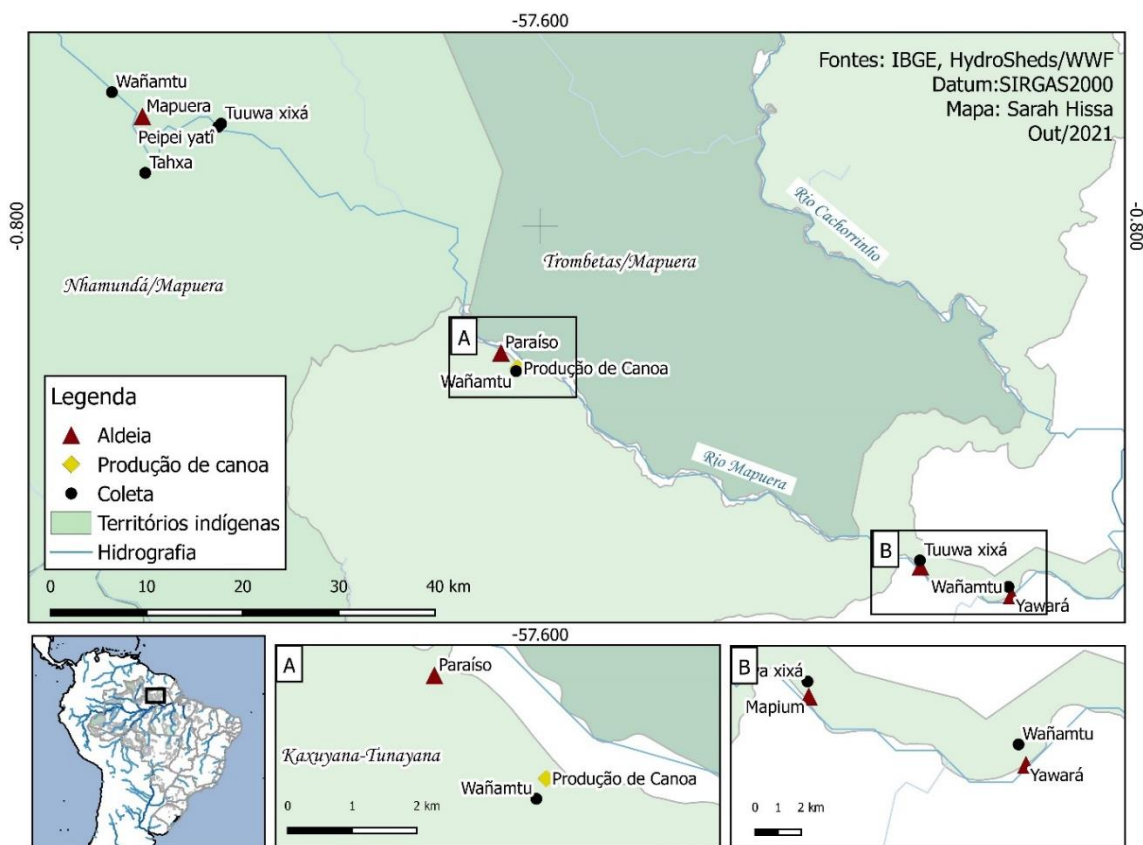 -57.600
Fontes: IBGE, HydroSheds/WWF
Datum:SIRGAS2000
Mapa: Sarah Hissa
Out/2021
Wañamtu
Mapuera
Tuuwa xixá
Peipei yatî
Tahxa
-0.800
-0.800
Rio Cachorrinho
Trombetas/Mapuera
Nhamundá/Mapuera
A
Paraíso
Produção de Canoa
Wañamtu
Legenda
Aldeia
Produção de canoa
Coleta
Territórios indígenas
Hidrografia
Rio Mapuera
B
Tuuwa xixá
Wañamtu
Yawará
0 10 20 30 40 km
-57.600
A
Paraíso
Kaxuyana-Tunayana
Produção de Canoa
Wañamtu
0 1 2 km
B
a xixá
Mapium
Wañamtu
Yawará
0 1 2 km